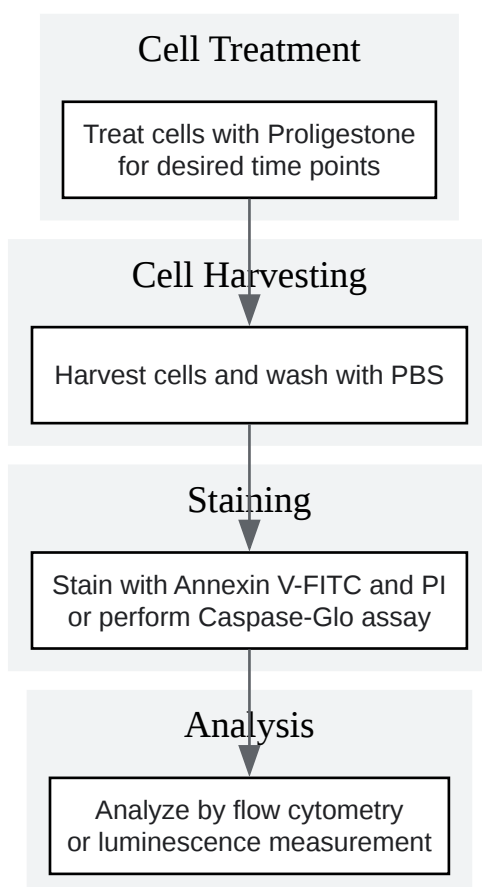 Cell Treatment
Treat cells with Proligestone
for desired time points
Cell Harvesting
Harvest cells and wash with PBS
Staining
Stain with Annexin V-FITC and PI
or perform Caspase-Glo assay
Analysis
Analyze by flow cytometry
or luminescence measurement